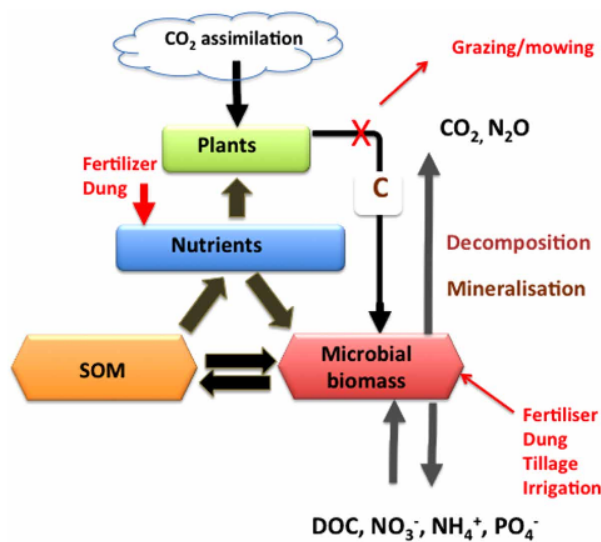 CO₂ assimilation
Grazing/mowing
X
CO₂, N₂O
Plants
Fertilizer
Dung
C
Nutrients
Decomposition
Mineralisation
SOM
Microbial
biomass
Fertiliser
Dung
Tillage
Irrigation
DOC, NO₃⁻, NH₄⁺, PO₄⁻